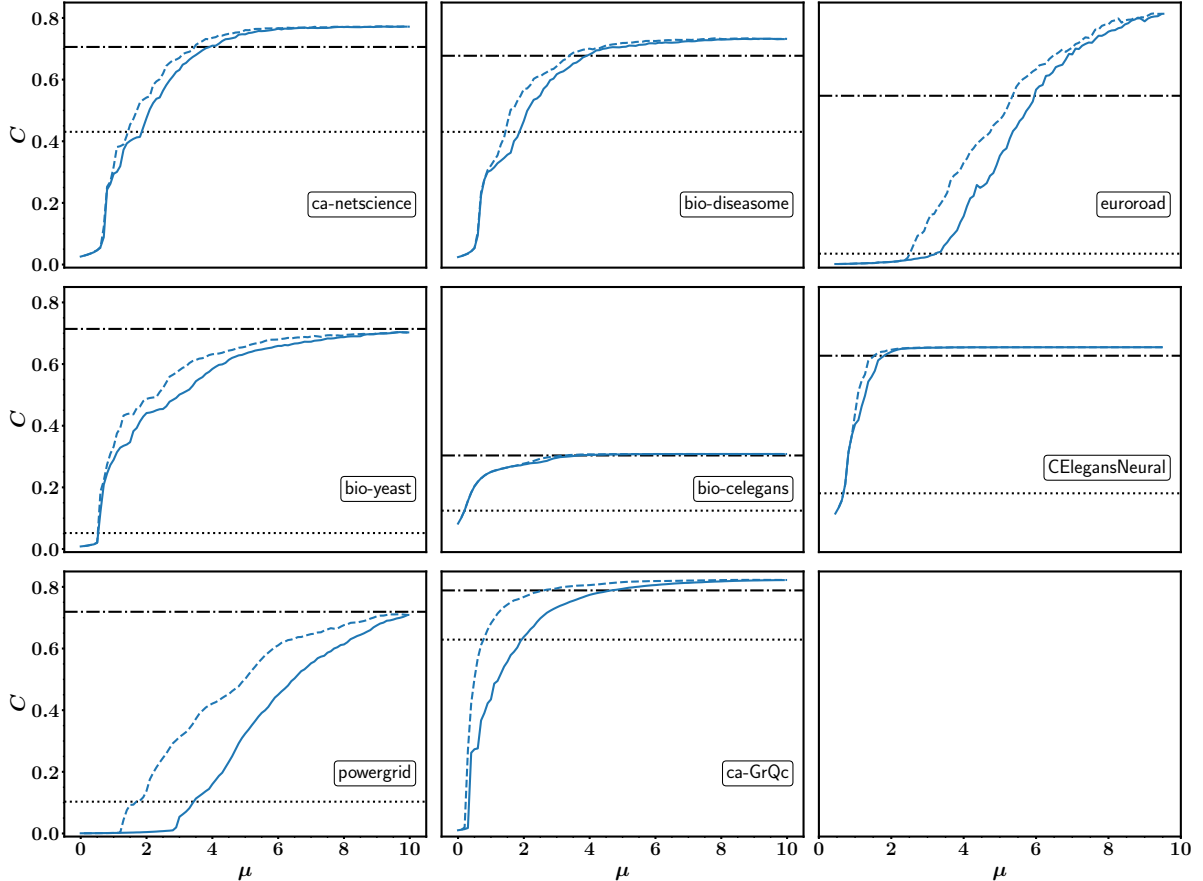 0.8
0.6
0.4
0.2
0.0
C
ca-netscience
bio-diseasome
euroroad
0.8
0.6
0.4
0.2
0.0
C
bio-yeast
bio-celegans
CElegansNeural
0.8
0.6
0.4
0.2
0.0
C
powergrid
ca-GrQc
0 2 4 6 8 10
0 2 4 6 8 10
0 2 4 6 8 10
μ
μ
μ